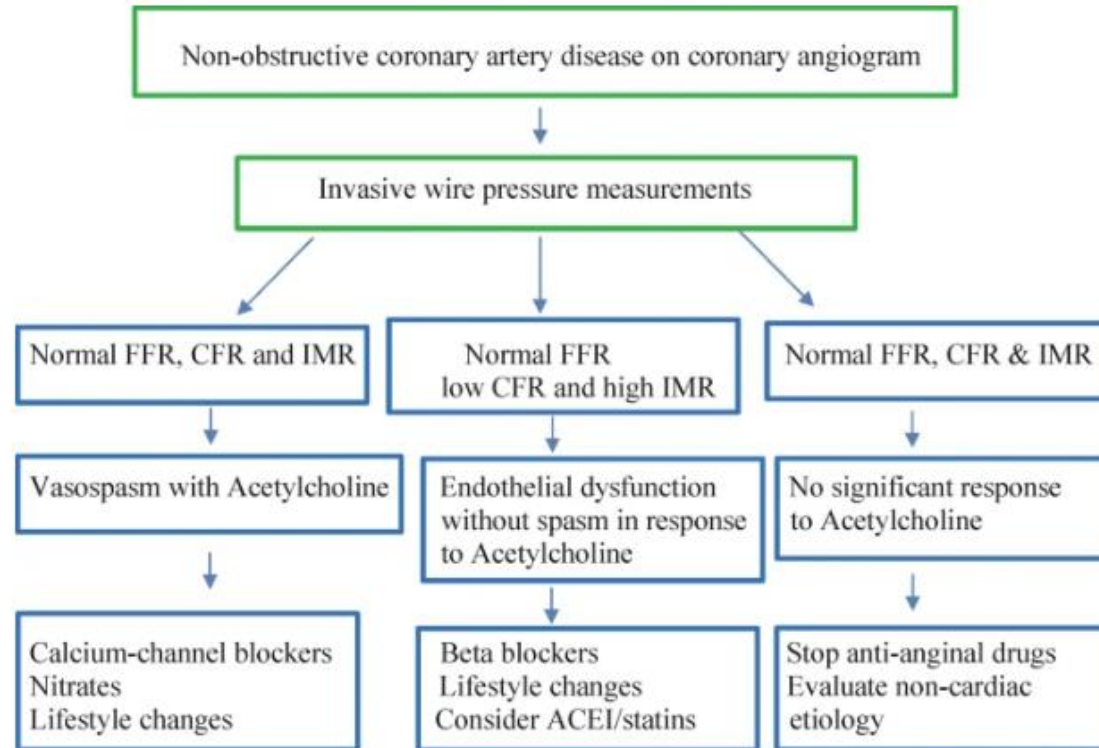 Non-obstructive coronary artery disease on coronary angiogram
Invasive wire pressure measurements
Normal FFR, CFR and IMR
Normal FFR
low CFR and high IMR
Normal FFR, CFR & IMR
Vasospasm with Acetylcholine
Endothelial dysfunction
without spasm in response
to Acetylcholine
No significant response
to Acetylcholine
Calcium-channel blockers
Nitrates
Lifestyle changes
Beta blockers
Lifestyle changes
Consider ACEI/statins
Stop anti-anginal drugs
Evaluate non-cardiac
etiology